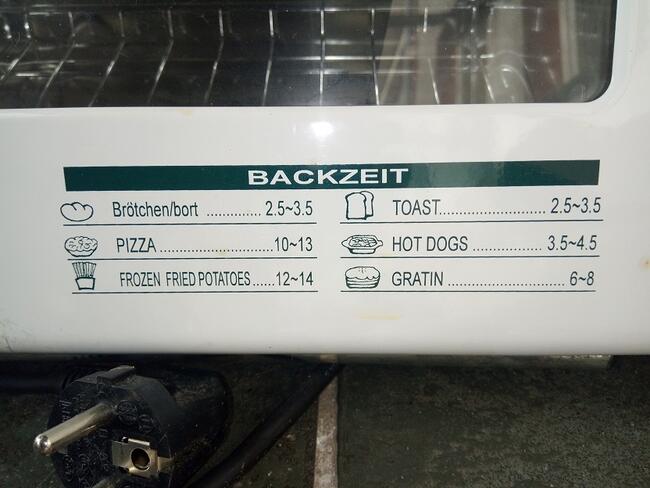 BACKZEIT
Brötchen/bort .............. 2.5~3.5
PIZZA ............................ 10~13
FROZEN FRIED POTATOES ...... 12~14
TOAST........................... 2.5~3.5
HOT DOGS ................. 3.5~4.5
GRATIN ............................. 6~8